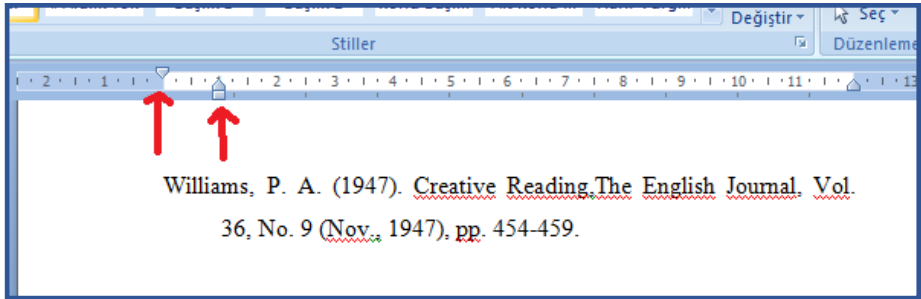 Değiştir
Seç
Stiller
Düzenleme
2 1 1 2 3 4 5 6 7 8 9 10 11 13
Williams, P. A. (1947). Creative Reading,The English Journal, Vol.
36, No. 9 (Nov., 1947), pp. 454-459.